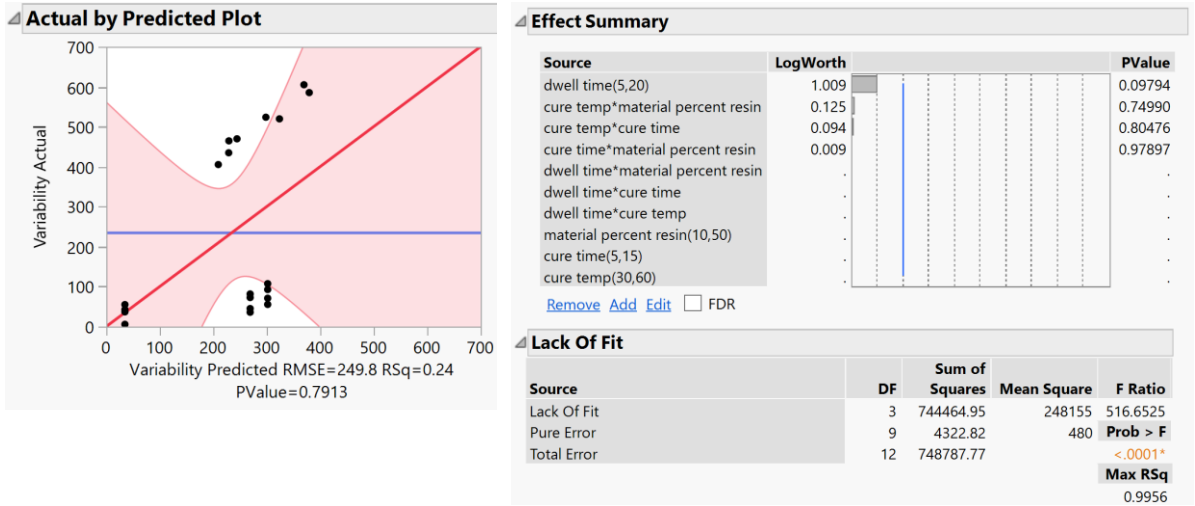 Actual by Predicted Plot
700
600
500
400
300
200
100
0
Variability Actual
0 100 200 300 400 500 600 700
Variability Predicted RMSE=249.8 RSq=0.24
PValue=0.7913
Effect Summary
Source LogWorth PValue
dwell time(5,20) 1.009 0.09794
cure temp*material percent resin 0.125 0.74990
cure temp*cure time 0.094 0.80476
cure time*material percent resin 0.009 0.97897
dwell time*material percent resin . .
dwell time*cure time . .
dwell time*cure temp . .
material percent resin(10,50) . .
cure time(5,15) . .
cure temp(30,60) . .
Remove Add Edit FDR
Lack Of Fit
Sum of
Source DF Squares Mean Square F Ratio
Lack Of Fit 3 744464.95 248155 516.6525
Pure Error 9 4322.82 480 Prob > F
Total Error 12 748787.77 <.0001*
Max RSq
0.9956